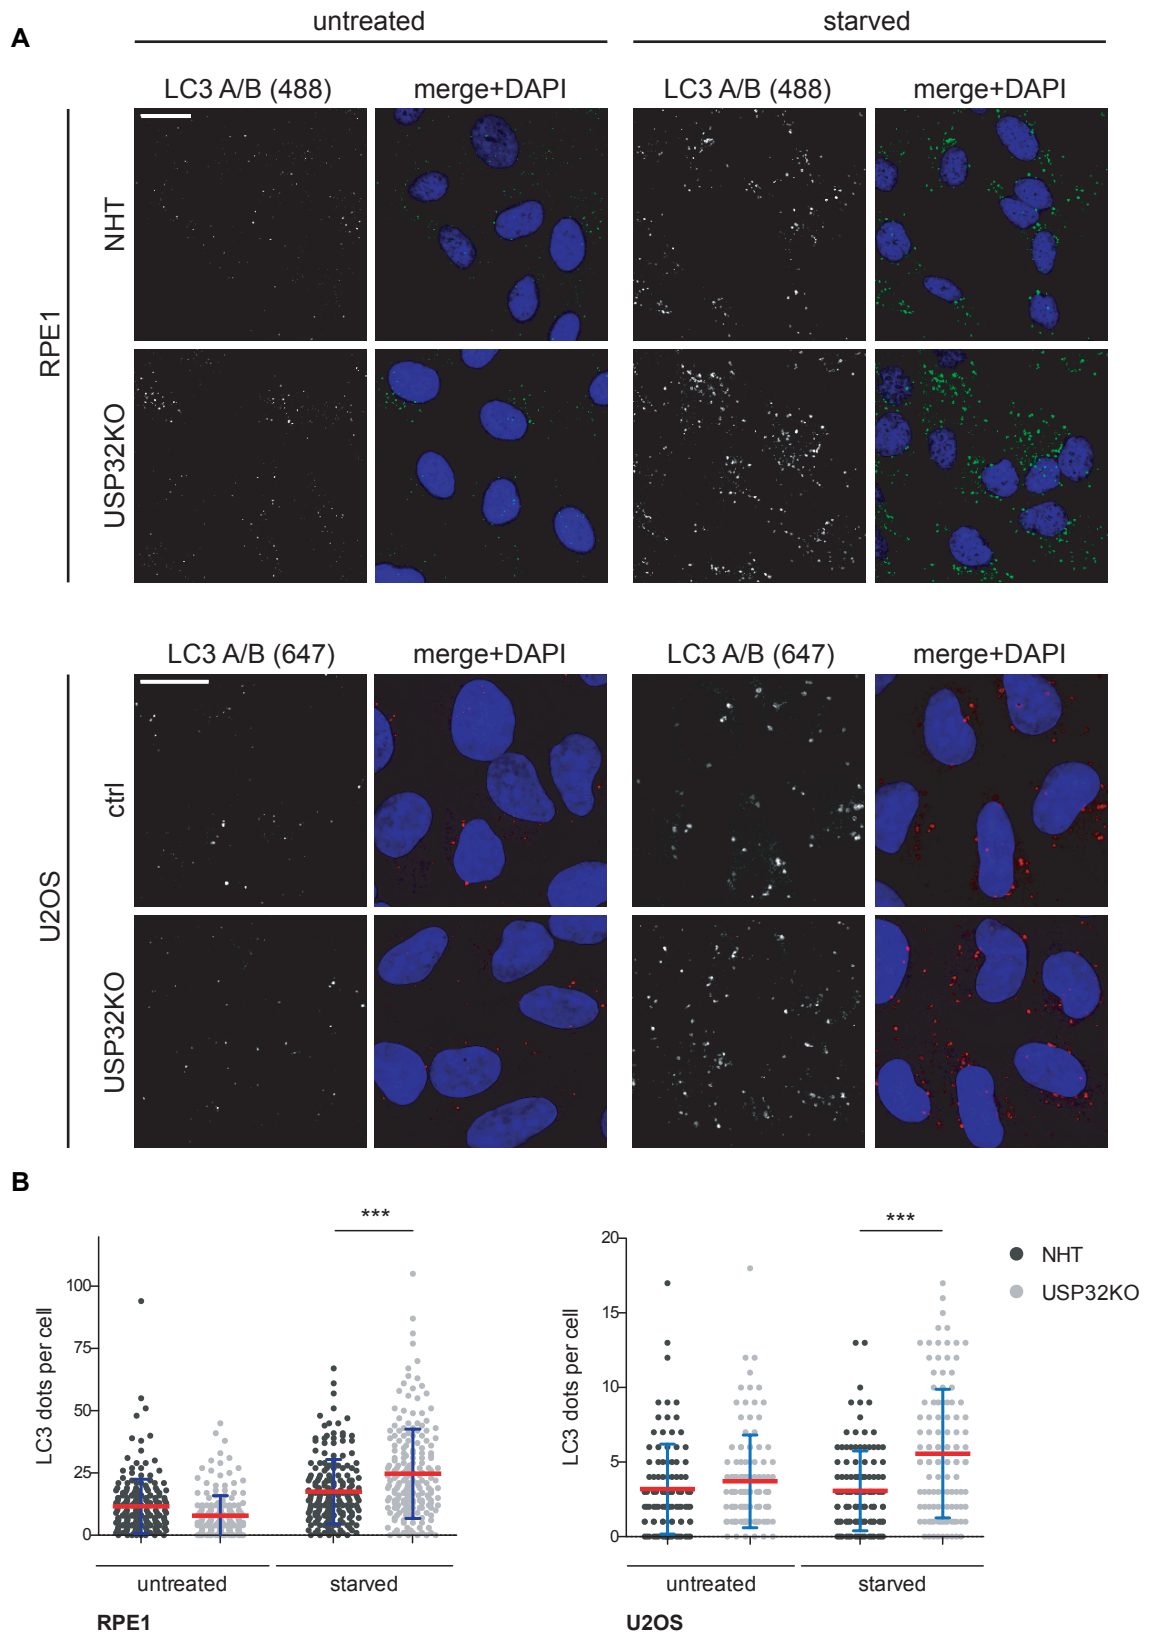 A
untreated
starved
LC3 A/B (488)
merge+DAPI
LC3 A/B (488)
merge+DAPI
RPE1
NHT
USP32KO
LC3 A/B (647)
merge+DAPI
LC3 A/B (647)
merge+DAPI
U2OS
ctrl
USP32KO
B
LC3 dots per cell
100
75
50
25
0
***
untreated
starved
RPE1
LC3 dots per cell
20
15
10
5
0
***
untreated
starved
U2OS
NHT
USP32KO